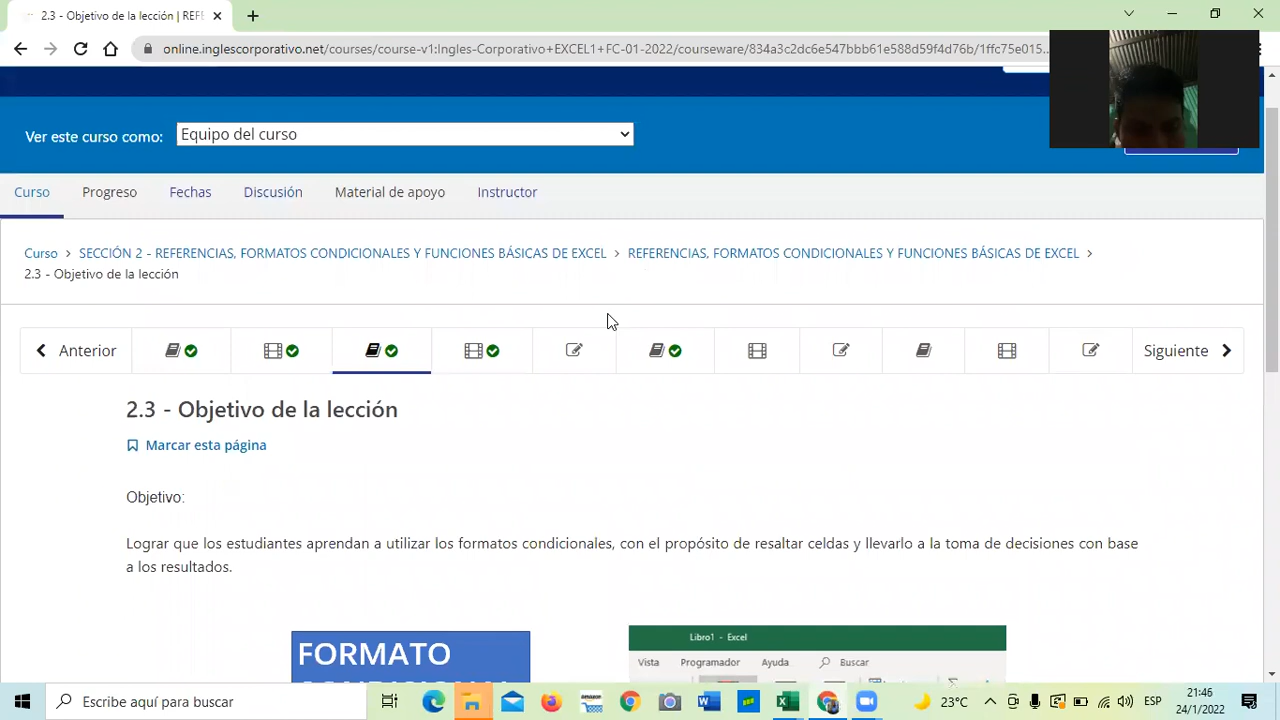 2.3 - Objetivo de la lección | REF
online.inglescorporativo.net/courses/course-v1:Ingles-Corporativo+EXCEL1+FC-01-2022/courseware/834a3c2dc6e547bbb61e588d59f4d76b/1ffc75e015...
Ver este curso como: Equipo del curso
Curso Progreso Fechas Discusión Material de apoyo Instructor
Curso > SECCIÓN 2 - REFERENCIAS, FORMATOS CONDICIONALES Y FUNCIONES BÁSICAS DE EXCEL > REFERENCIAS, FORMATOS CONDICIONALES Y FUNCIONES BÁSICAS DE EXCEL >
2.3 - Objetivo de la lección
Anterior Siguiente
2.3 - Objetivo de la lección
Marcar esta página
Objetivo:
Lograr que los estudiantes aprendan a utilizar los formatos condicionales, con el propósito de resaltar celdas y llevarlo a la toma de decisiones con base
a los resultados.
FORMATO
Libro1 - Excel
Vista Programador Ayuda Buscar
Escribe aquí para buscar
amazon
23°C ESP 21:46
24/1/2022